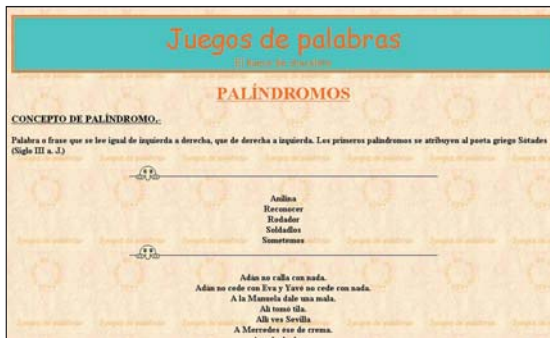 Juegos de palabras
PALÍNDROMOS
CONCEPTO DE PALÍNDROMO.-
Palabra o frase que se lee igual de izquierda a derecha, que de derecha a izquierda. Los primeros palíndromos se atribuyen al poeta griego Sótades
(Siglo III a. J.)
Anilina
Reconocer
Rodador
Soldadlos
Sometemos
Adán no calla con nada.
Adán no cede con Eva y Yavé no cede con nada.
A la Manuela dale una mala.
Ali tomó tila.
Allí ves Sevilla
A Mercedes ése de crema.